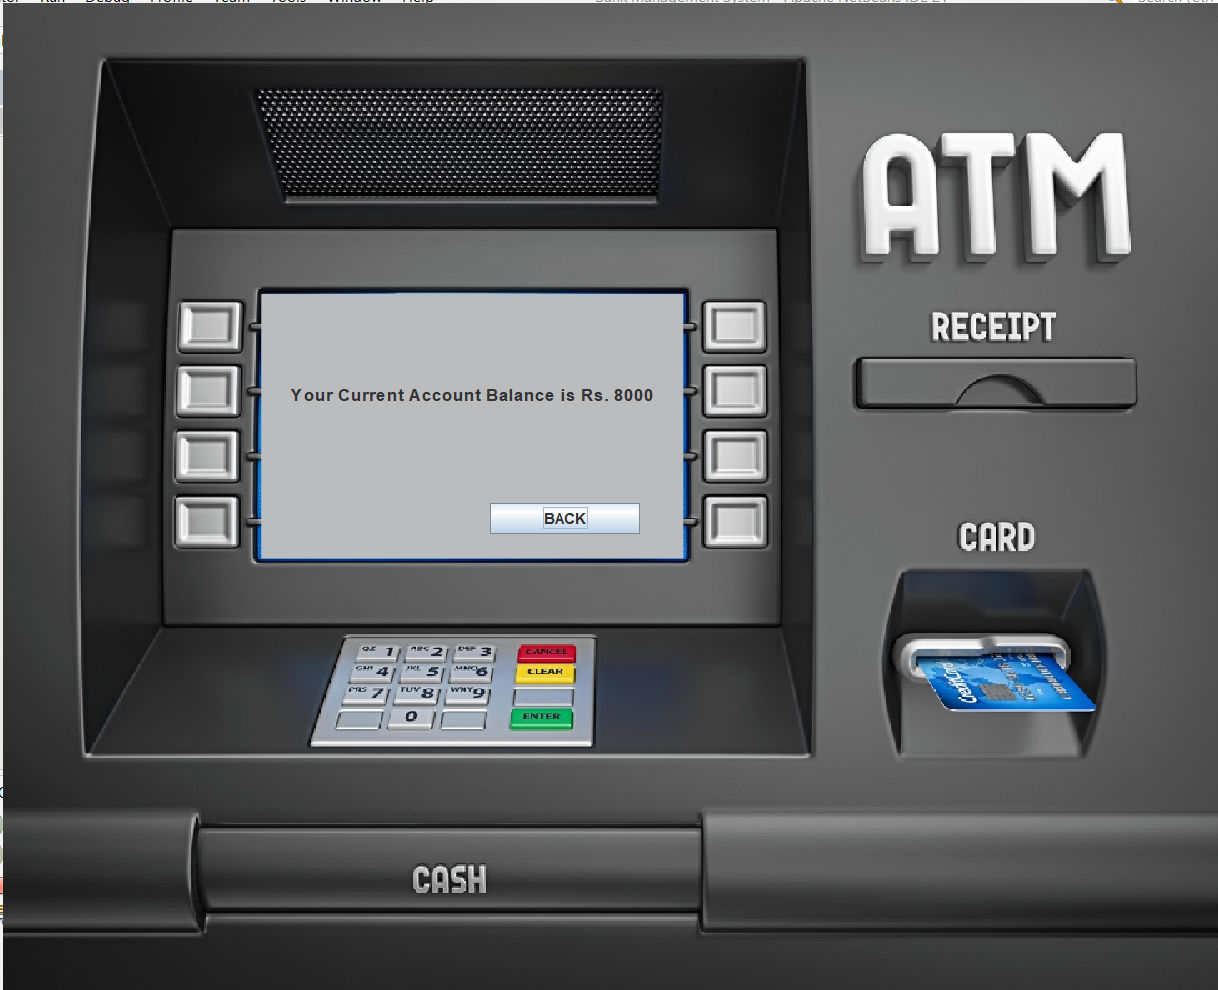 Run Debug Profile Team Tools Window Help
Bank Management System - Apache NetBeans IDE 21
Search (Ctrl
ATM
RECEIPT
Your Current Account Balance is Rs. 8000
BACK
CARD
QZ 1 ABC 2 DEF 3 CANCEL
GHI 4 JKL 5 MNO 6 CLEAR
PRS 7 TUV 8 WXY 9
0 ENTER
CreditCard
CASH